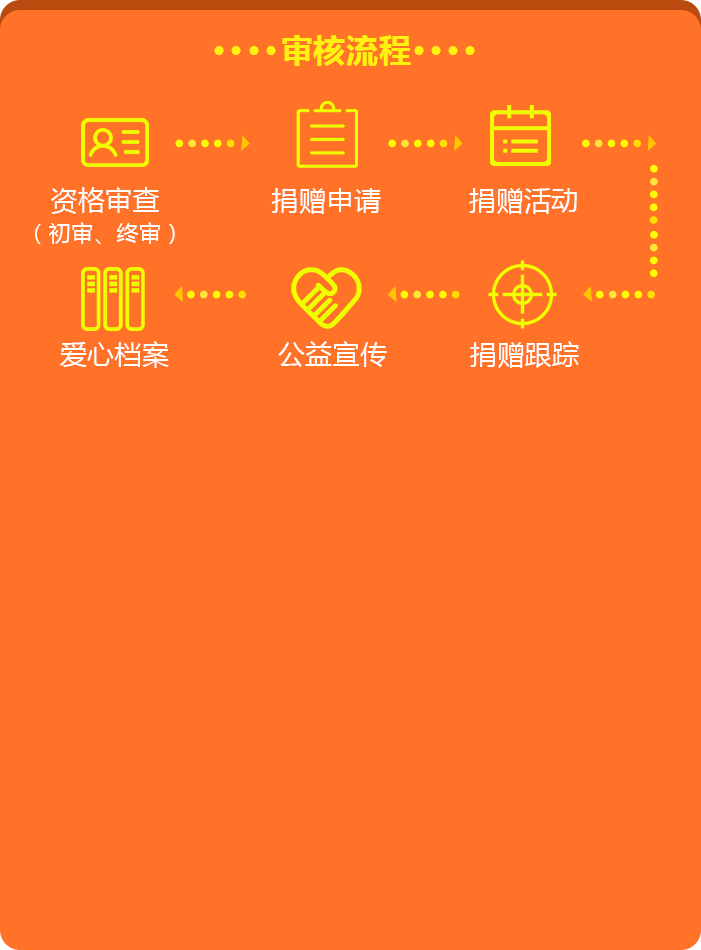 审核流程
资格审查
（初审、终审）
捐赠申请
捐赠活动
爱心档案
公益宣传
捐赠跟踪